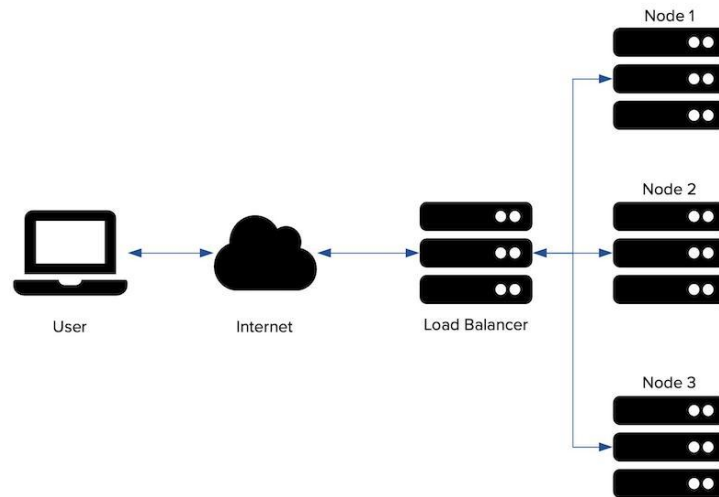 Node 1
Node 2
User
Internet
Load Balancer
Node 3